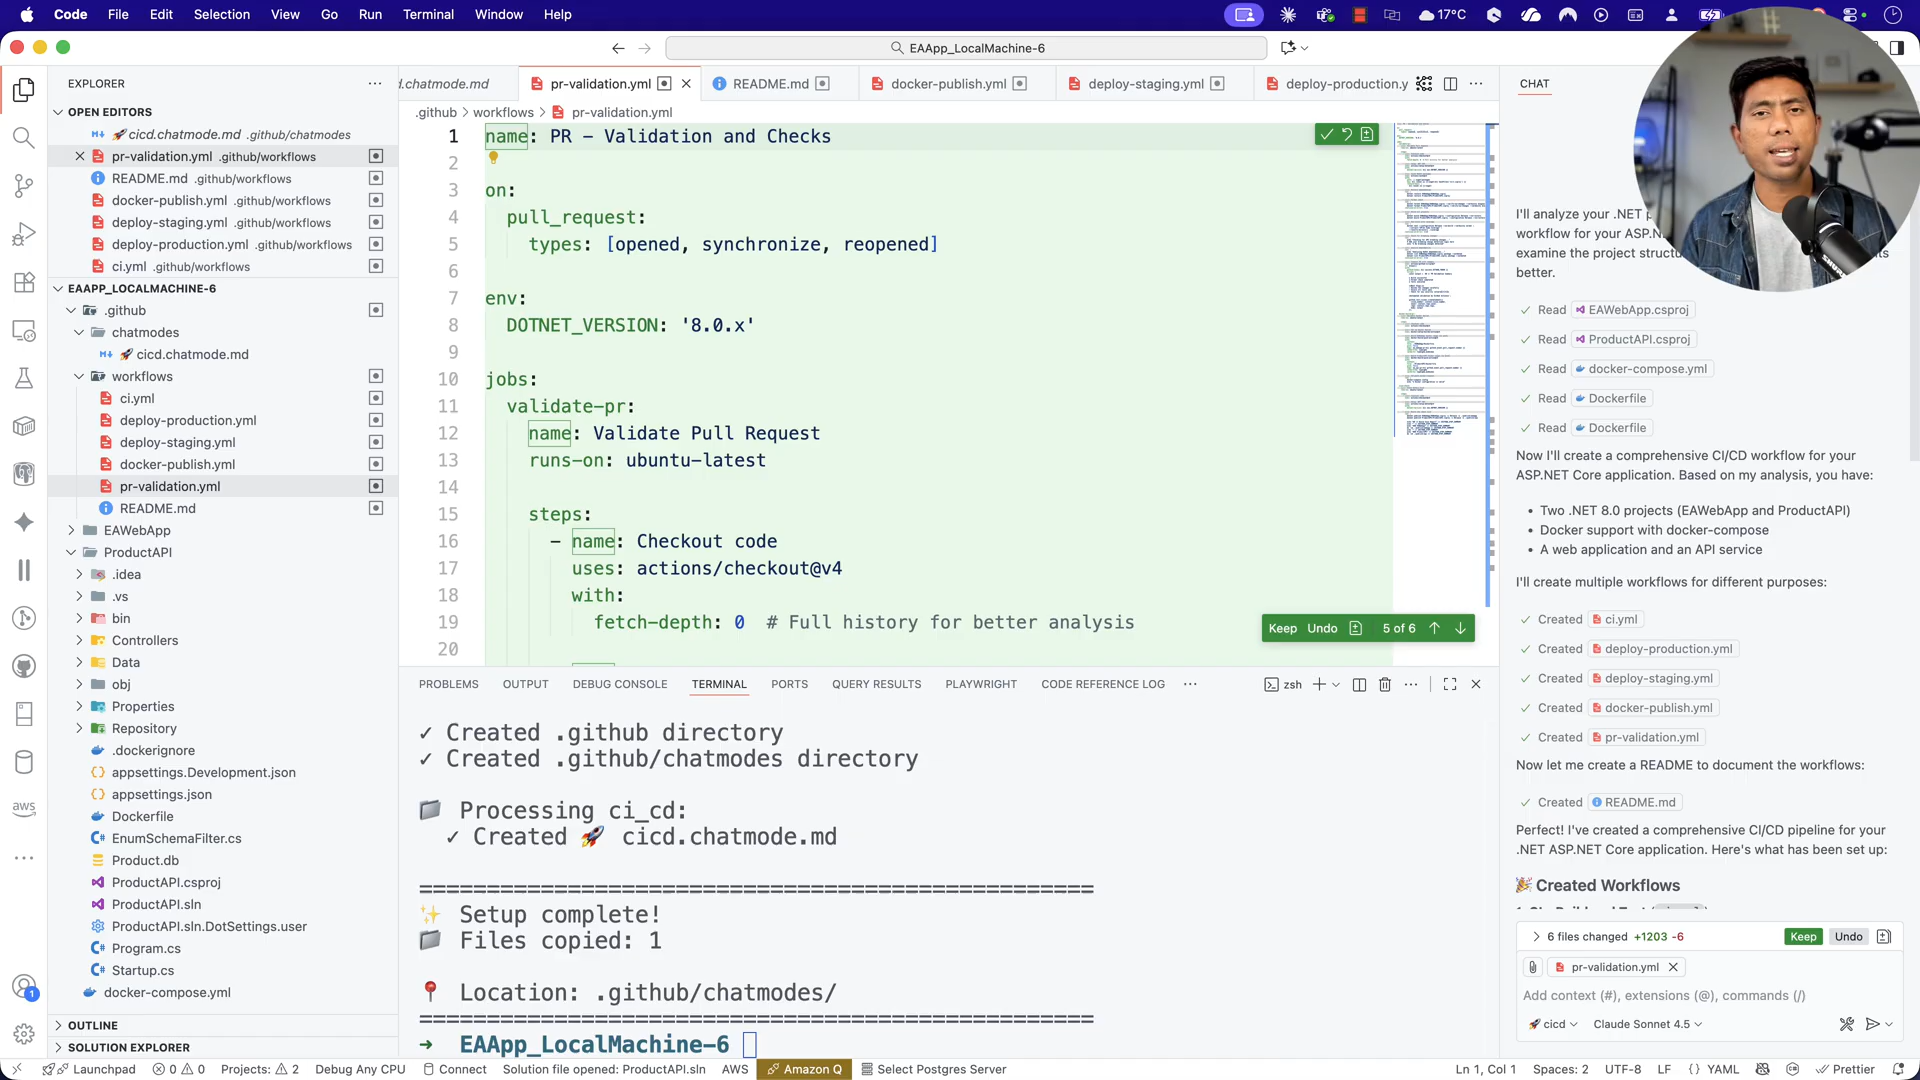 Code File Edit Selection View Go Run Terminal Window Help
17°C
EAApp_LocalMachine-6
EXPLORER
OPEN EDITORS
cicd.chatmode.md .github/chatmodes
pr-validation.yml .github/workflows
README.md .github/workflows
docker-publish.yml .github/workflows
deploy-staging.yml .github/workflows
deploy-production.yml .github/workflows
ci.yml .github/workflows
EAAPP_LOCALMACHINE-6
.github
chatmodes
cicd.chatmode.md
workflows
ci.yml
deploy-production.yml
deploy-staging.yml
docker-publish.yml
pr-validation.yml
README.md
EAWebApp
ProductAPI
.idea
.vs
bin
Controllers
Data
obj
Properties
Repository
.dockerignore
appsettings.Development.json
appsettings.json
Dockerfile
EnumSchemaFilter.cs
Product.db
ProductAPI.csproj
ProductAPI.sln
ProductAPI.sln.DotSettings.user
Program.cs
Startup.cs
docker-compose.yml
OUTLINE
SOLUTION EXPLORER
aws
1
d.chatmode.md pr-validation.yml README.md docker-publish.yml deploy-staging.yml deploy-production.y
.github > workflows > pr-validation.yml
1 name: PR - Validation and Checks
2
3 on:
4 pull_request:
5 types: [opened, synchronize, reopened]
6
7 env:
8 DOTNET_VERSION: '8.0.x'
9
10 jobs:
11 validate-pr:
12 name: Validate Pull Request
13 runs-on: ubuntu-latest
14
15 steps:
16 - name: Checkout code
17 uses: actions/checkout@v4
18 with:
19 fetch-depth: 0 # Full history for better analysis
20
Keep Undo 5 of 6
PROBLEMS OUTPUT DEBUG CONSOLE TERMINAL PORTS QUERY RESULTS PLAYWRIGHT CODE REFERENCE LOG
zsh
✓ Created .github directory
✓ Created .github/chatmodes directory
Processing ci_cd:
✓ Created 🚀 cicd.chatmode.md
==================================================
✨ Setup complete!
Files copied: 1
📍 Location: .github/chatmodes/
==================================================
→ EAApp_LocalMachine-6
CHAT
I'll analyze your .NET p
workflow for your ASP.N
examine the project structu
better.
Read EAWebApp.csproj
Read ProductAPI.csproj
Read docker-compose.yml
Read Dockerfile
Read Dockerfile
Now I'll create a comprehensive CI/CD workflow for your
ASP.NET Core application. Based on my analysis, you have:
• Two .NET 8.0 projects (EAWebApp and ProductAPI)
• Docker support with docker-compose
• A web application and an API service
I'll create multiple workflows for different purposes:
Created ci.yml
Created deploy-production.yml
Created deploy-staging.yml
Created docker-publish.yml
Created pr-validation.yml
Now let me create a README to document the workflows:
Created README.md
Perfect! I've created a comprehensive CI/CD pipeline for your
.NET ASP.NET Core application. Here's what has been set up:
🎉 Created Workflows
6 files changed +1203 -6 Keep Undo
pr-validation.yml
Add context (#), extensions (@), commands (/)
🚀 cicd Claude Sonnet 4.5
Launchpad 0 0 Projects: 2 Debug Any CPU Connect Solution file opened: ProductAPI.sln AWS Amazon Q Select Postgres Server Ln 1, Col 1 Spaces: 2 UTF-8 LF {} YAML Prettier